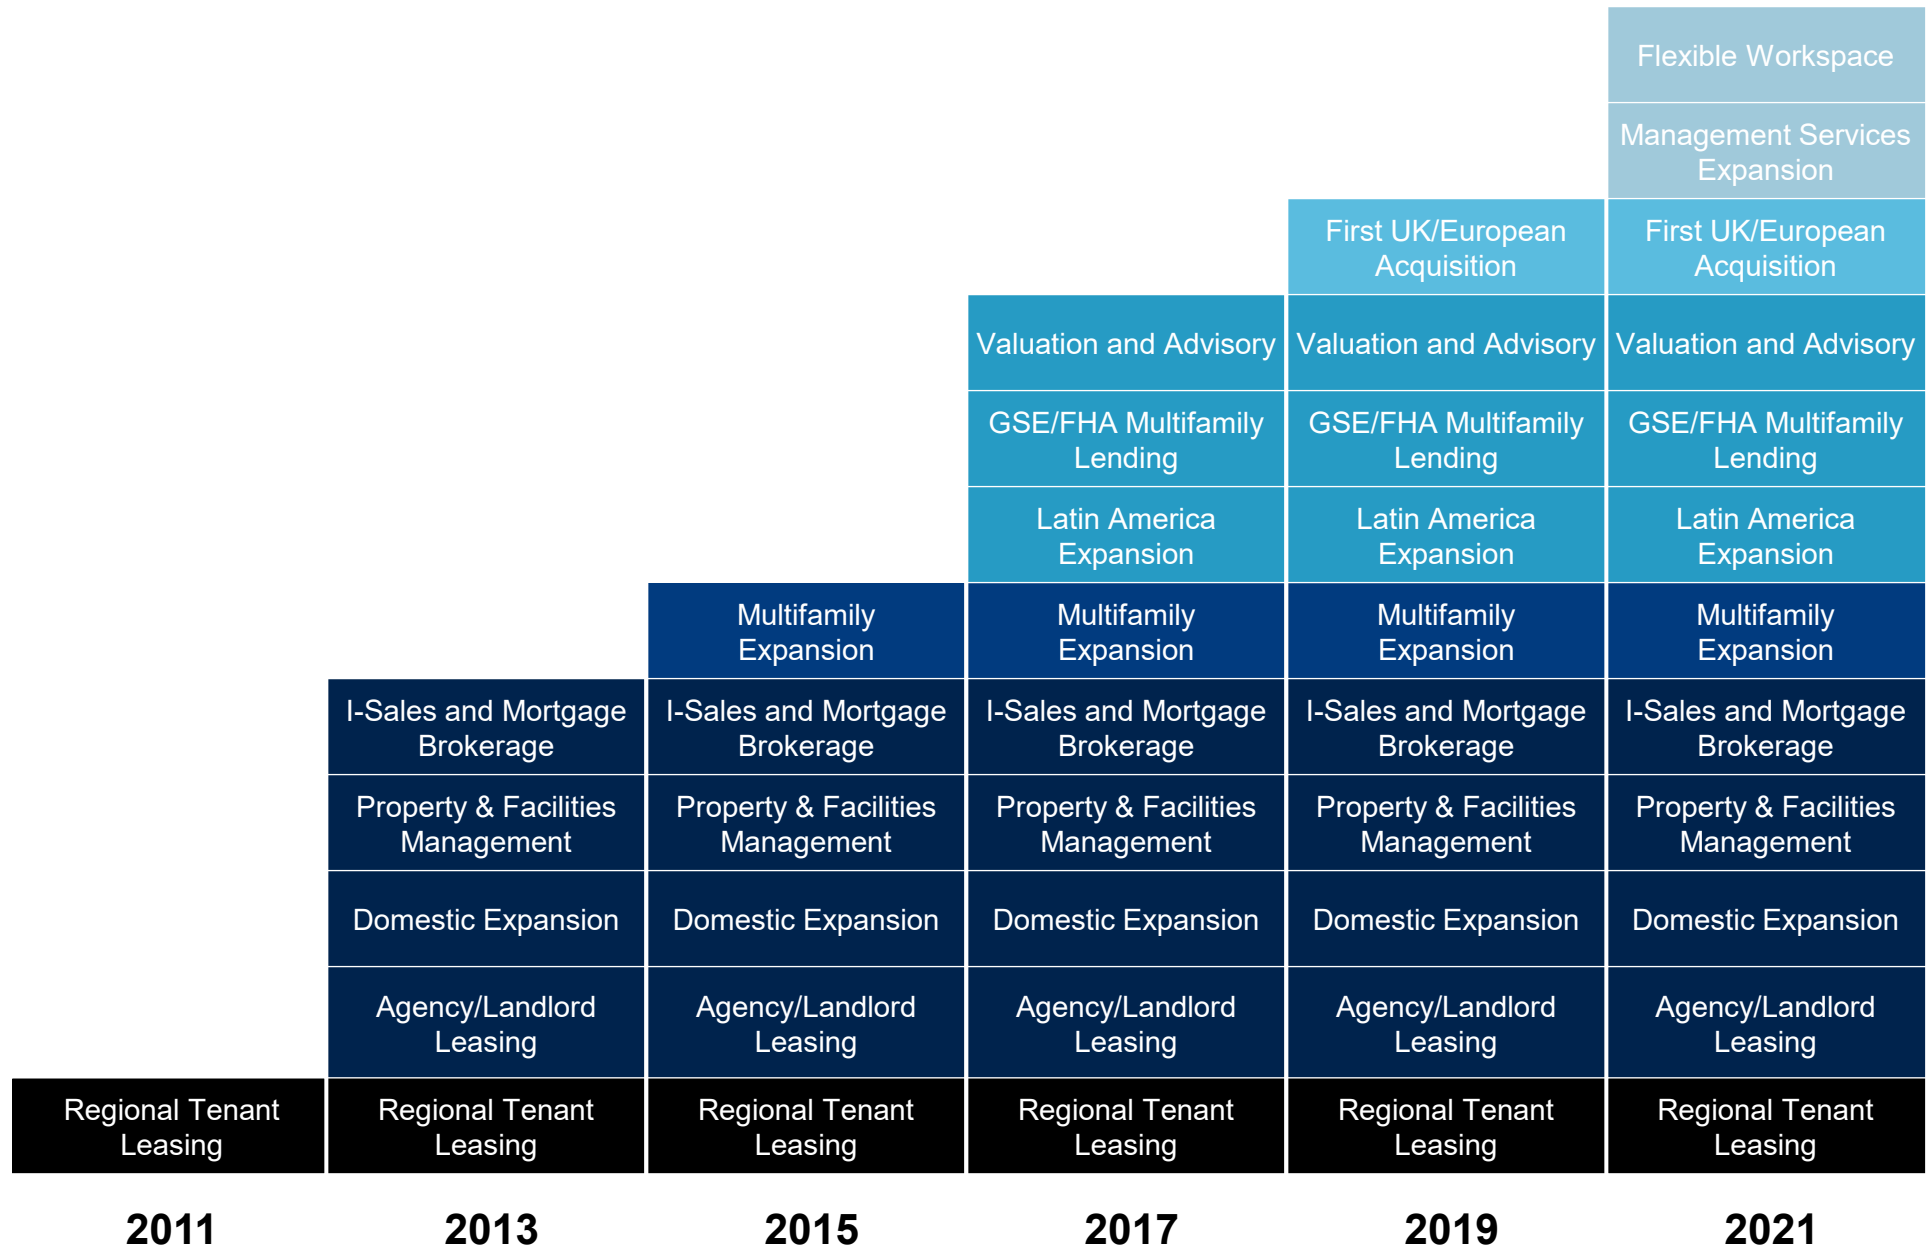 Flexible Workspace
Management Services
Expansion
First UK/European
Acquisition
First UK/European
Acquisition
Valuation and Advisory
Valuation and Advisory
Valuation and Advisory
GSE/FHA Multifamily
Lending
GSE/FHA Multifamily
Lending
GSE/FHA Multifamily
Lending
Latin America
Expansion
Latin America
Expansion
Latin America
Expansion
Multifamily
Expansion
Multifamily
Expansion
Multifamily
Expansion
Multifamily
Expansion
I-Sales and Mortgage
Brokerage
I-Sales and Mortgage
Brokerage
I-Sales and Mortgage
Brokerage
I-Sales and Mortgage
Brokerage
I-Sales and Mortgage
Brokerage
Property & Facilities
Management
Property & Facilities
Management
Property & Facilities
Management
Property & Facilities
Management
Property & Facilities
Management
Domestic Expansion
Domestic Expansion
Domestic Expansion
Domestic Expansion
Domestic Expansion
Agency/Landlord
Leasing
Agency/Landlord
Leasing
Agency/Landlord
Leasing
Agency/Landlord
Leasing
Agency/Landlord
Leasing
Regional Tenant
Leasing
Regional Tenant
Leasing
Regional Tenant
Leasing
Regional Tenant
Leasing
Regional Tenant
Leasing
Regional Tenant
Leasing
2011
2013
2015
2017
2019
2021